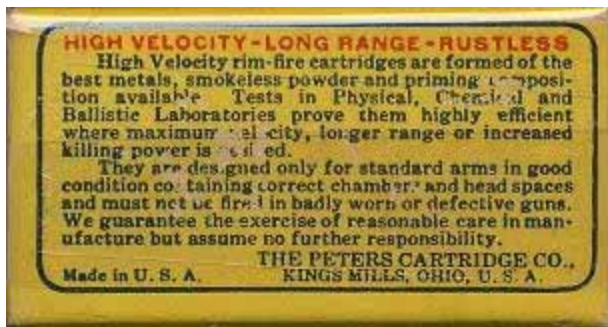 HIGH VELOCITY-LONG RANGE-RUSTLESS
High Velocity rim-fire cartridges are formed of the
best metals, smokeless powder and priming composi-
tion available. Tests in Physical, Chemical and
Ballistic Laboratories prove them highly efficient
where maximum velocity, longer range or increased
killing power is desired.
They are designed only for standard arms in good
condition containing correct chambers and head spaces
and must not be fired in badly worn or defective guns.
We guarantee the exercise of reasonable care in man-
ufacture but assume no further responsibility.
THE PETERS CARTRIDGE CO.,
Made in U. S. A. KINGS MILLS, OHIO, U. S. A.